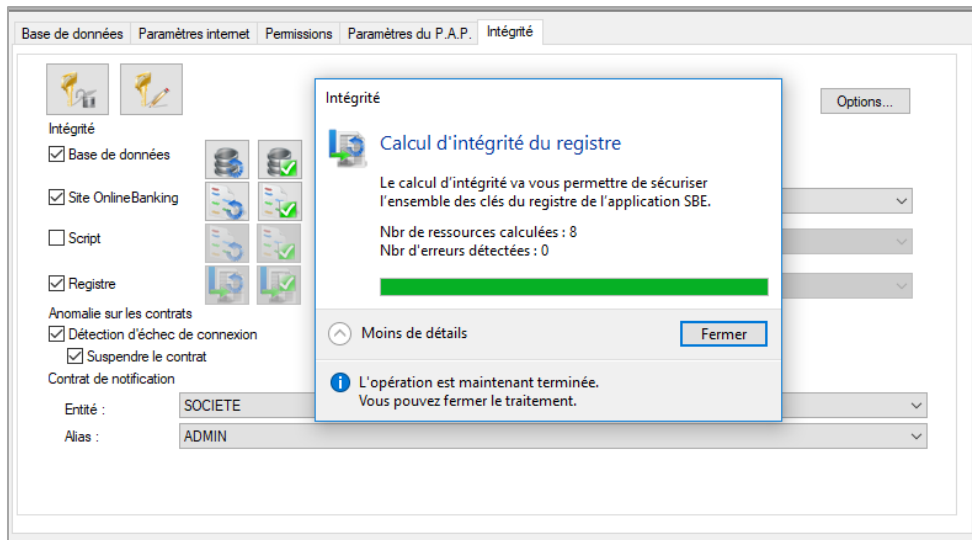 Base de données Paramètres internet Permissions Paramètres du P.A.P. Intégrité
Intégrité
Options...
Intégrité
Calcul d'intégrité du registre
Base de données
Le calcul d'intégrité va vous permettre de sécuriser
l'ensemble des clés du registre de l'application SBE.
Site OnlineBanking
Nbr de ressources calculées : 8
Script
Nbr d'erreurs détectées : 0
Registre
Anomalie sur les contrats
Détection d'échec de connexion
Moins de détails
Fermer
Suspendre le contrat
Contrat de notification
L'opération est maintenant terminée.
Vous pouvez fermer le traitement.
Entité : SOCIETE
Alias : ADMIN